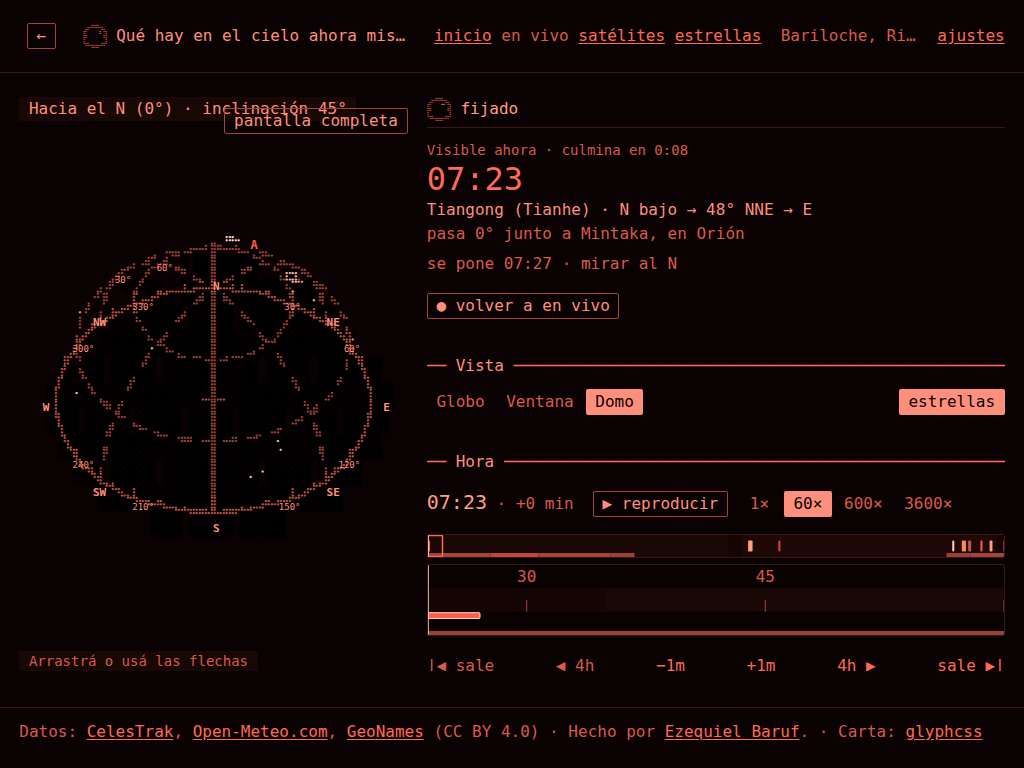 ← Qué hay en el cielo ahora mis… inicio en vivo satélites estrellas Bariloche, Ri… ajustes
Hacia el N (0°) · inclinación 45°
pantalla completa
A
60°
30°
N
330°
30°
NW
NE
300°
60°
W
E
240°
120°
SW
SE
210°
150°
S
Arrastrá o usá las flechas
fijado
Visible ahora · culmina en 0:08
07:23
Tiangong (Tianhe) · N bajo → 48° NNE → E
pasa 0° junto a Mintaka, en Orión
se pone 07:27 · mirar al N
● volver a en vivo
Vista
Globo Ventana Domo estrellas
Hora
07:23 · +0 min ▶ reproducir 1× 60× 600× 3600×
30 45
|◀ sale ◀ 4h −1m +1m 4h ▶ sale ▶|
Datos: CelesTrak, Open-Meteo.com, GeoNames (CC BY 4.0) · Hecho por Ezequiel Baruf. · Carta: glyphcss